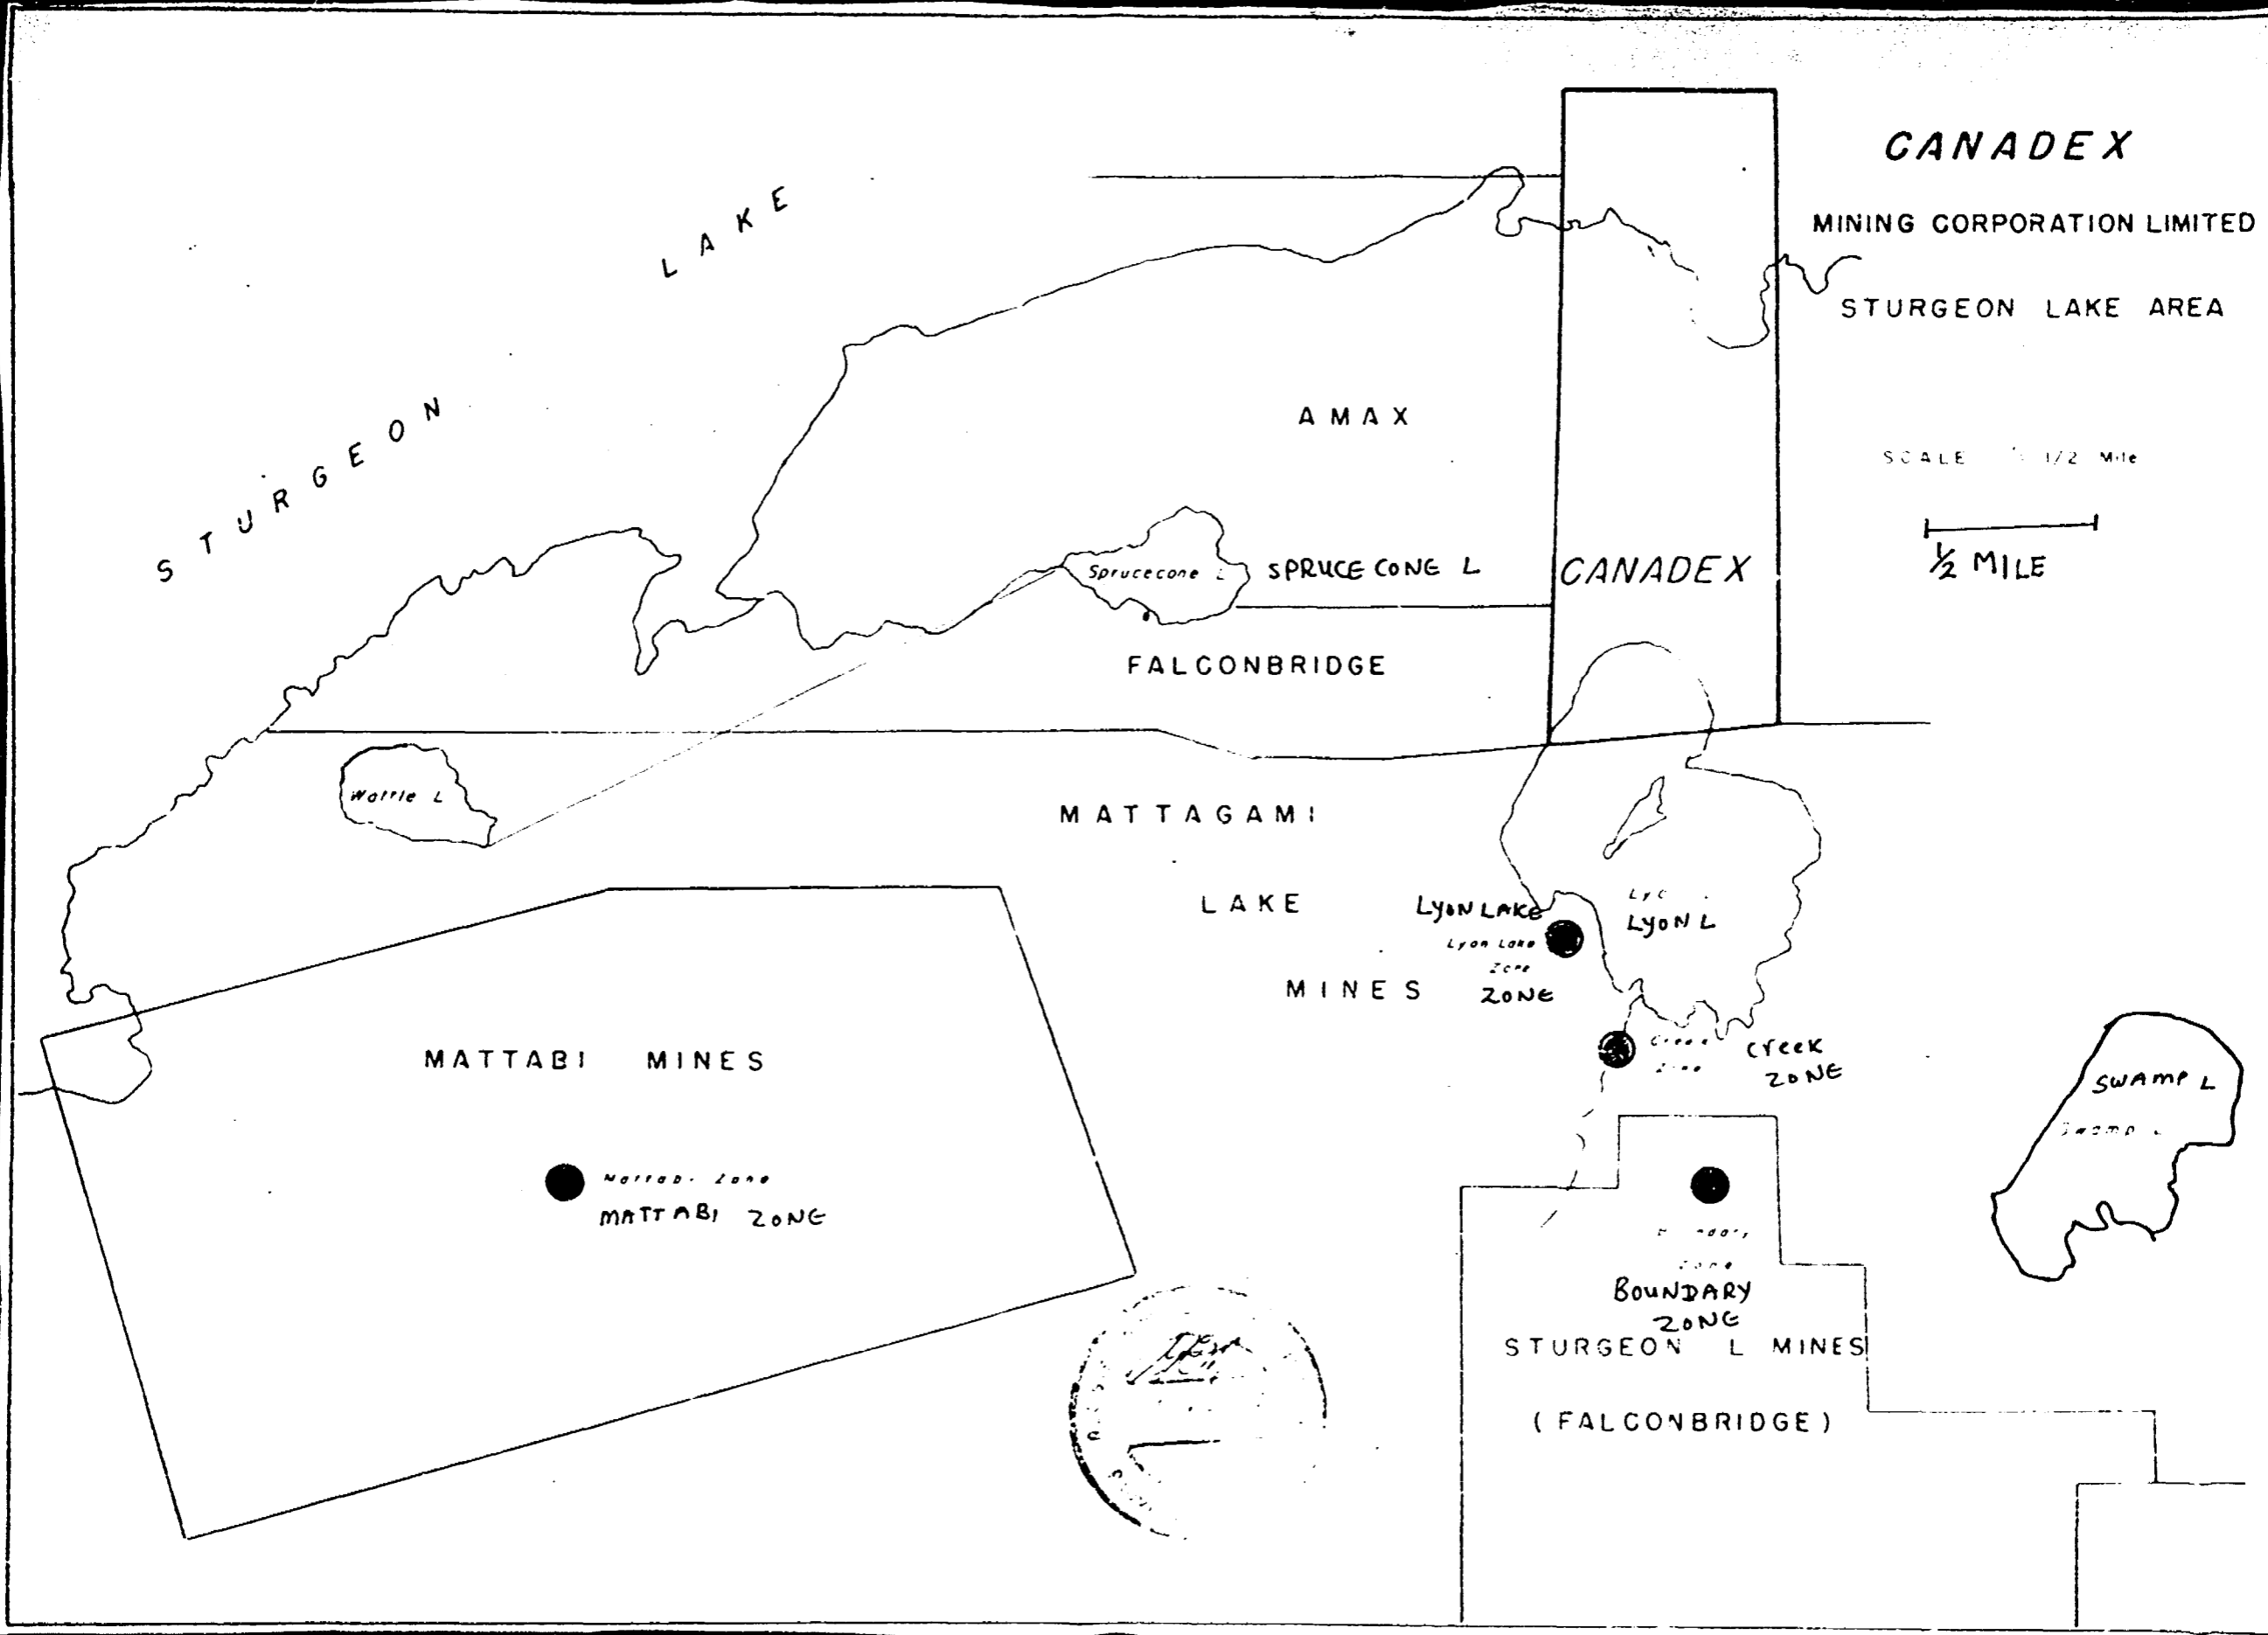 CANADEX
MINING CORPORATION LIMITED
STURGEON LAKE AREA
SCALE 1/2 Mile
½ MILE
STURGEON LAKE
AMAX
Sprucecone L
SPRUCE CONE L
CANADEX
FALCONBRIDGE
Wattle L
MATTAGAMI
LAKE
MINES
LYON LAKE
Lyon Lake
Zone
ZONE
LYON L
Creek
creek
ZONE
MATTABI MINES
Mattabi Zone
MATTABI ZONE
SWAMP L
Swamp L
BOUNDARY
ZONE
STURGEON L MINES
(FALCONBRIDGE)